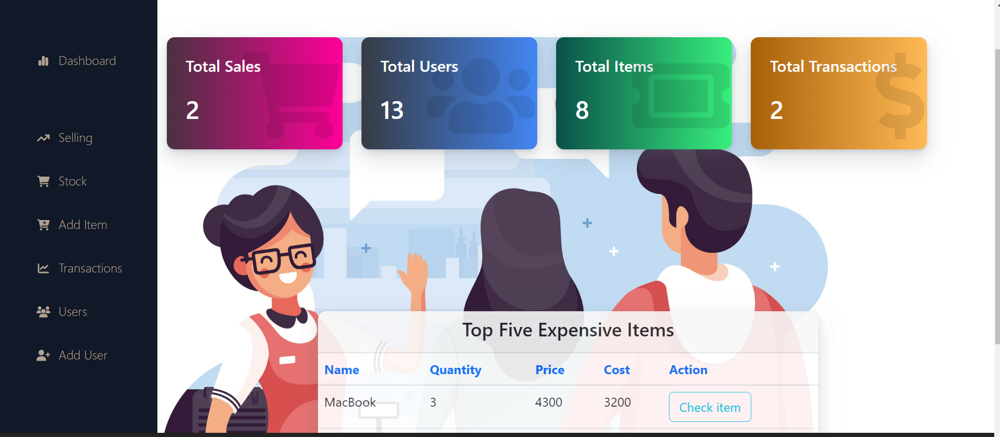 Dashboard
Selling
Stock
Add Item
Transactions
Users
Add User
Total Sales
2
Total Users
13
Total Items
8
Total Transactions
2
Top Five Expensive Items
Name Quantity Price Cost Action
MacBook 3 4300 3200 Check item